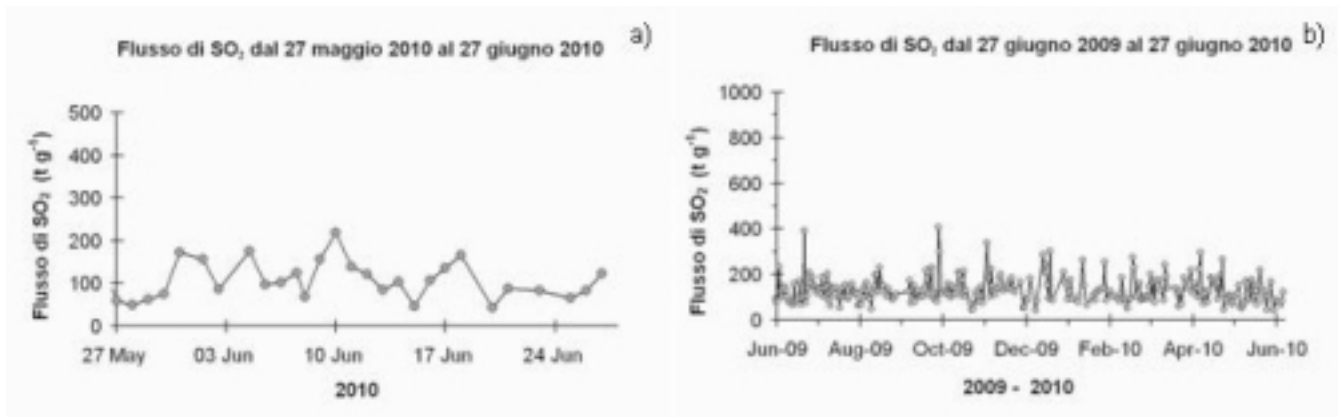 a)
Flusso di SO₂ dal 27 maggio 2010 al 27 giugno 2010
Flusso di SO₂ (t g⁻¹)
500
400
300
200
100
0
27 May 03 Jun 10 Jun 17 Jun 24 Jun
2010
b)
Flusso di SO₂ dal 27 giugno 2009 al 27 giugno 2010
Flusso di SO₂ (t g⁻¹)
1000
800
600
400
200
0
Jun-09 Aug-09 Oct-09 Dec-09 Feb-10 Apr-10 Jun-10
2009 - 2010